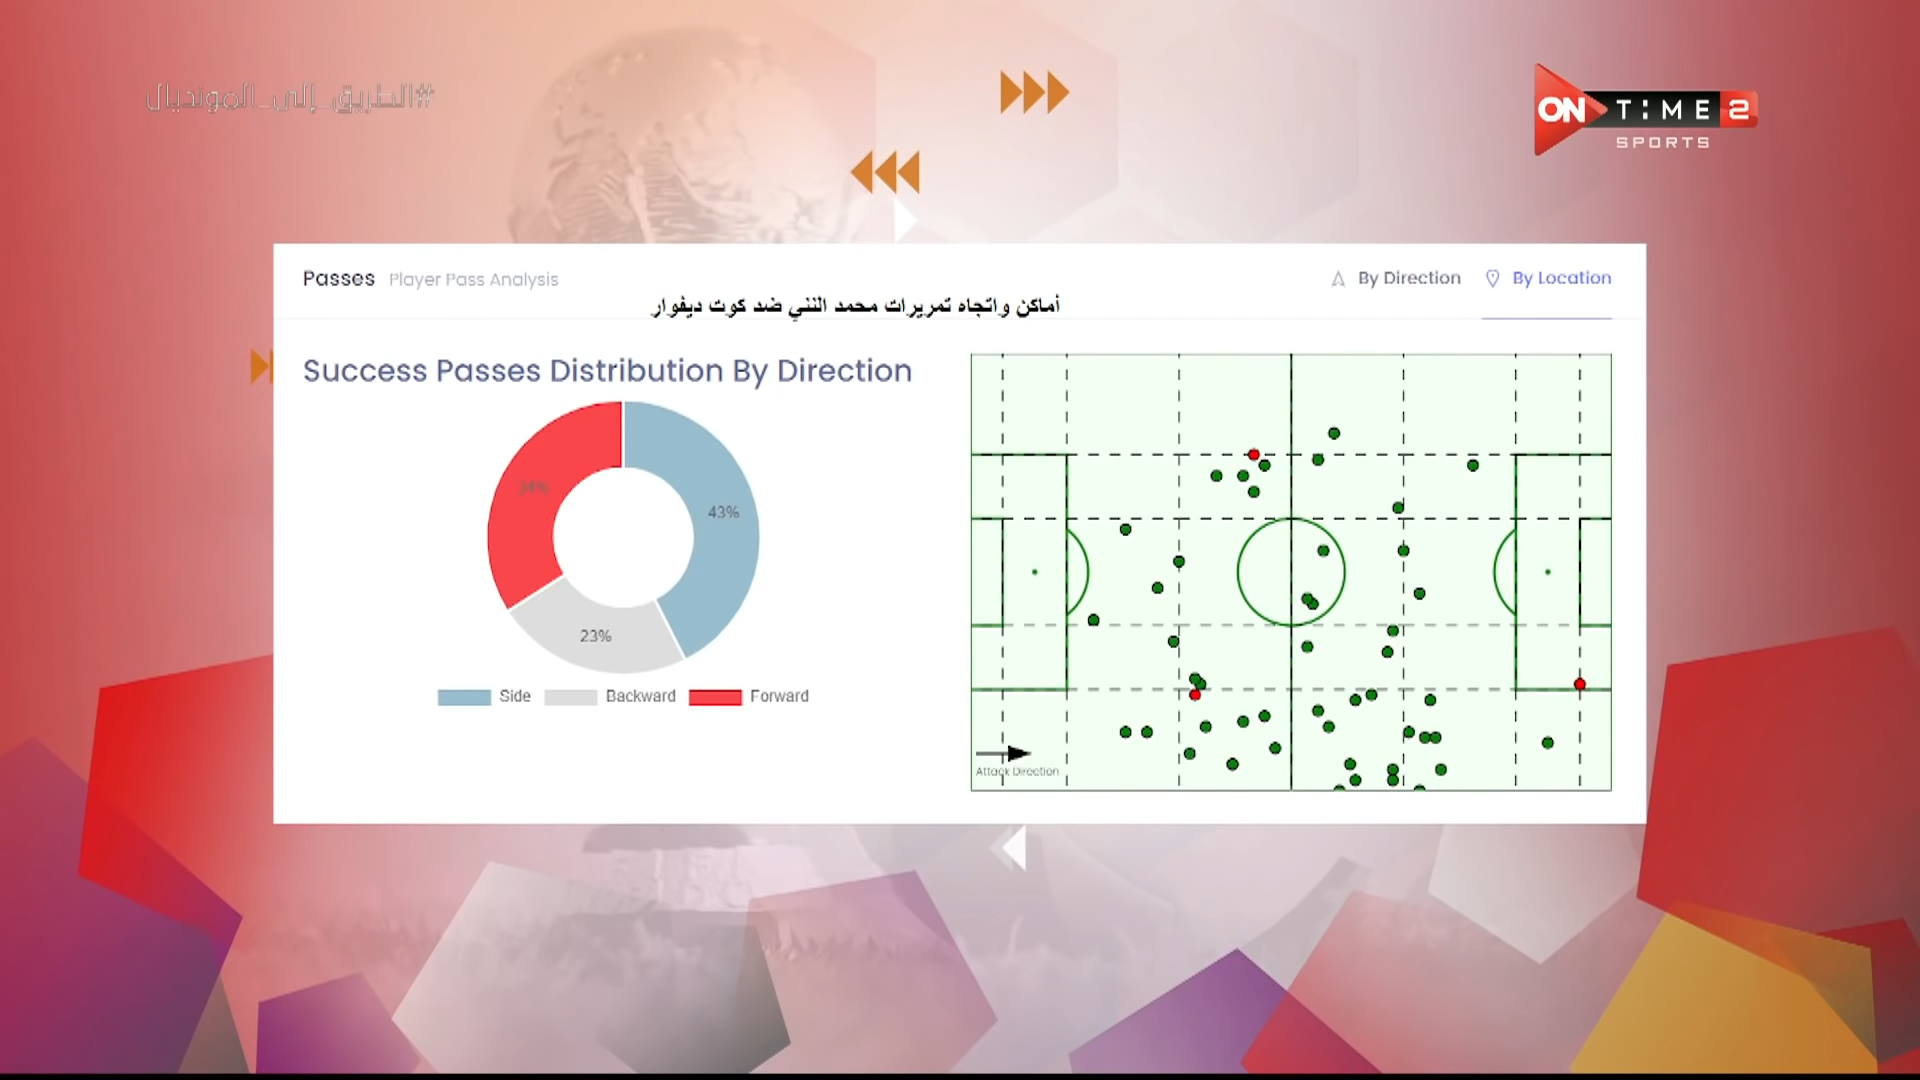 #الطريق_إلى_المونديال
ON TIME 2
SPORTS
Passes Player Pass Analysis
By Direction By Location
أماكن واتجاه تمريرات محمد النني ضد كوت ديفوار
Success Passes Distribution By Direction
34%
43%
23%
Side Backward Forward
Attack Direction